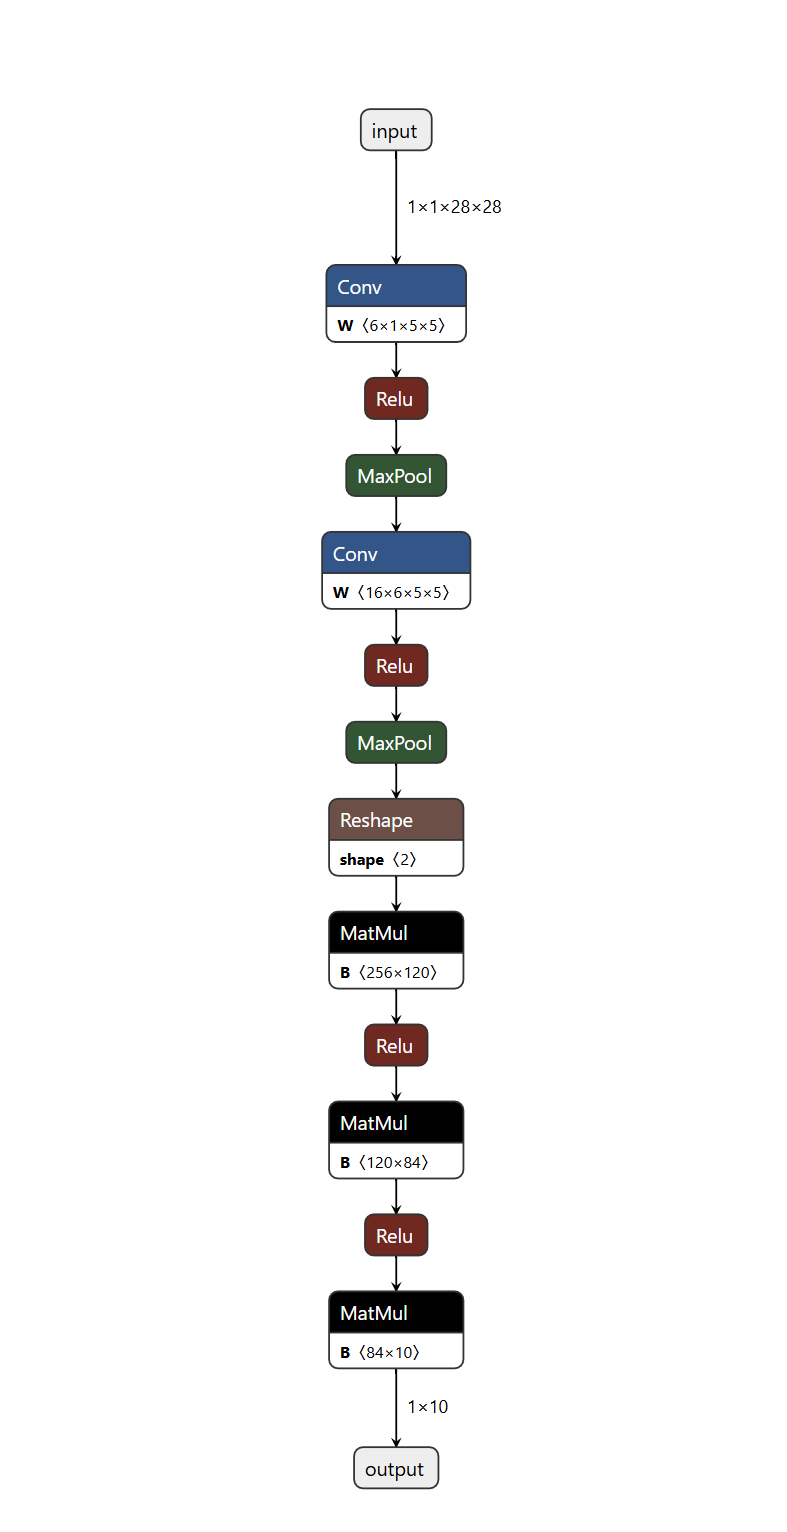 input
1×1×28×28
Conv
W 〈6×1×5×5〉
Relu
MaxPool
Conv
W 〈16×6×5×5〉
Relu
MaxPool
Reshape
shape 〈2〉
MatMul
B 〈256×120〉
Relu
MatMul
B 〈120×84〉
Relu
MatMul
B 〈84×10〉
1×10
output